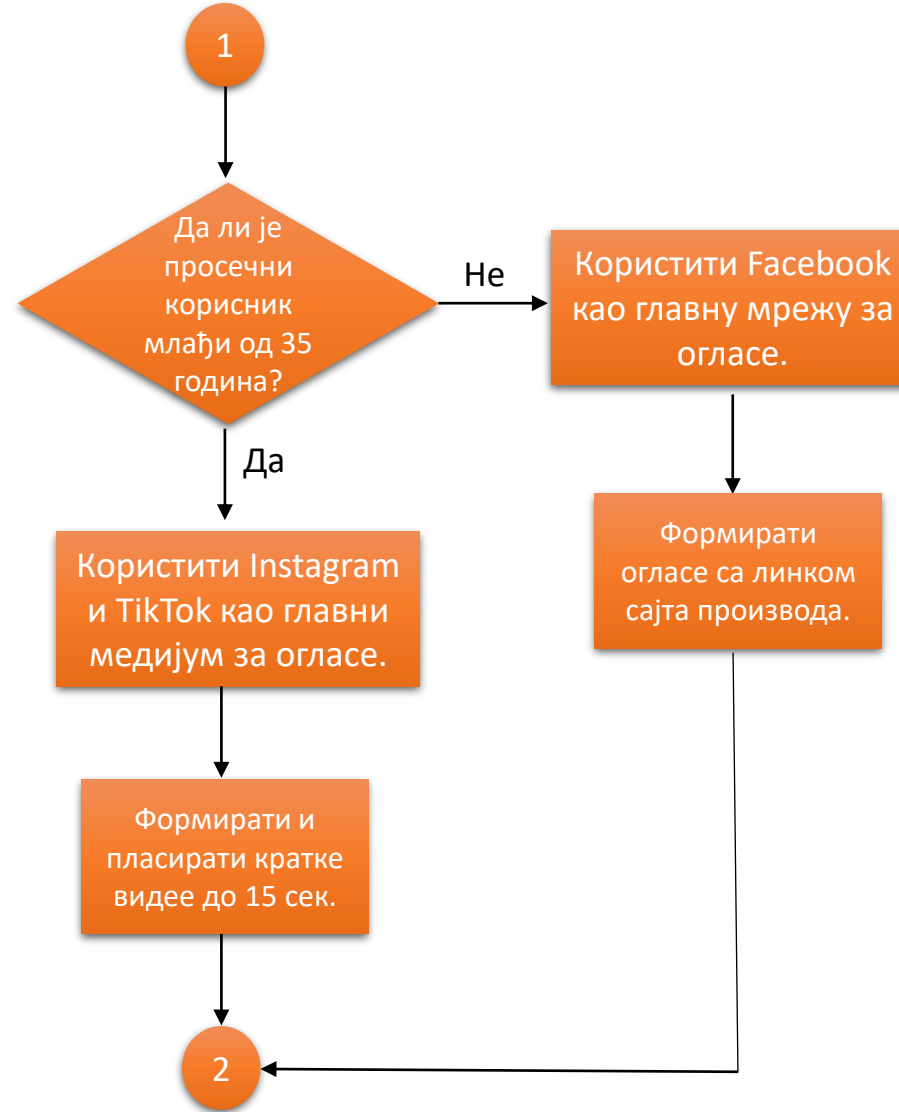 1
Да ли је
просечни
корисник
млађи од 35
година?
Не
Користити Facebook
као главну мрежу за
огласе.
Да
Користити Instagram
и TikTok као главни
медијум за огласе.
Формирати
огласе са линком
сајта производа.
Формирати и
пласирати кратке
видее до 15 сек.
2